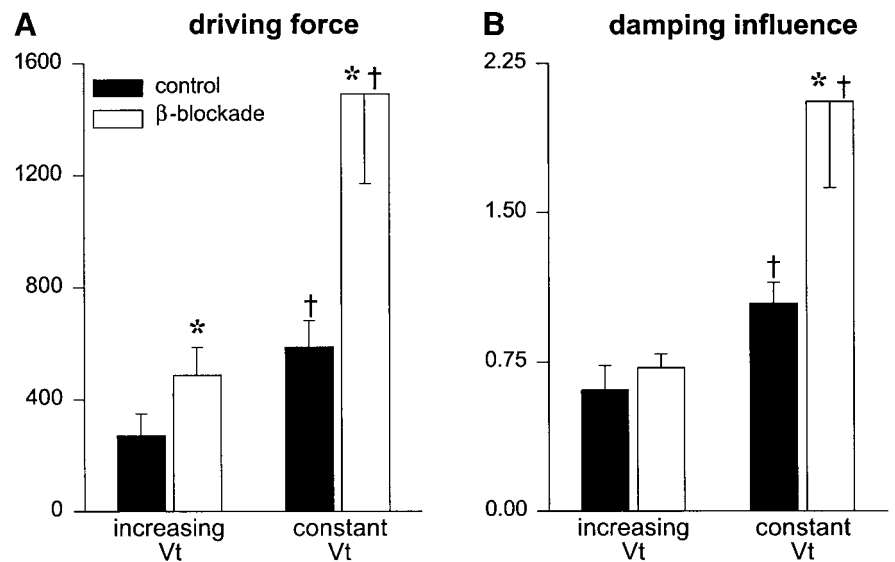 A driving force
1600
1200
800
400
0
control
β-blockade
* †
*
†
increasing
Vt
constant
Vt
B damping influence
2.25
1.50
0.75
0.00
* †
†
increasing
Vt
constant
Vt